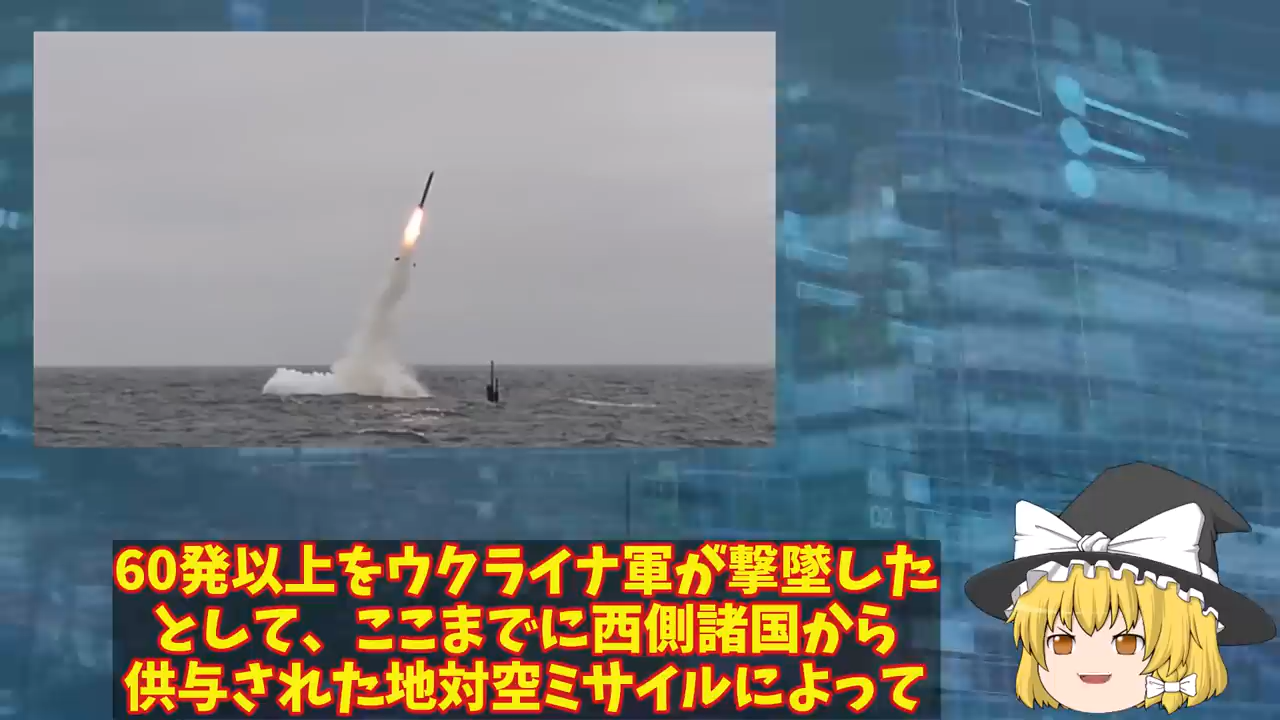 60発以上をウクライナ軍が撃墜した
として、ここまでに西側諸国から
供与された地対空ミサイルによって